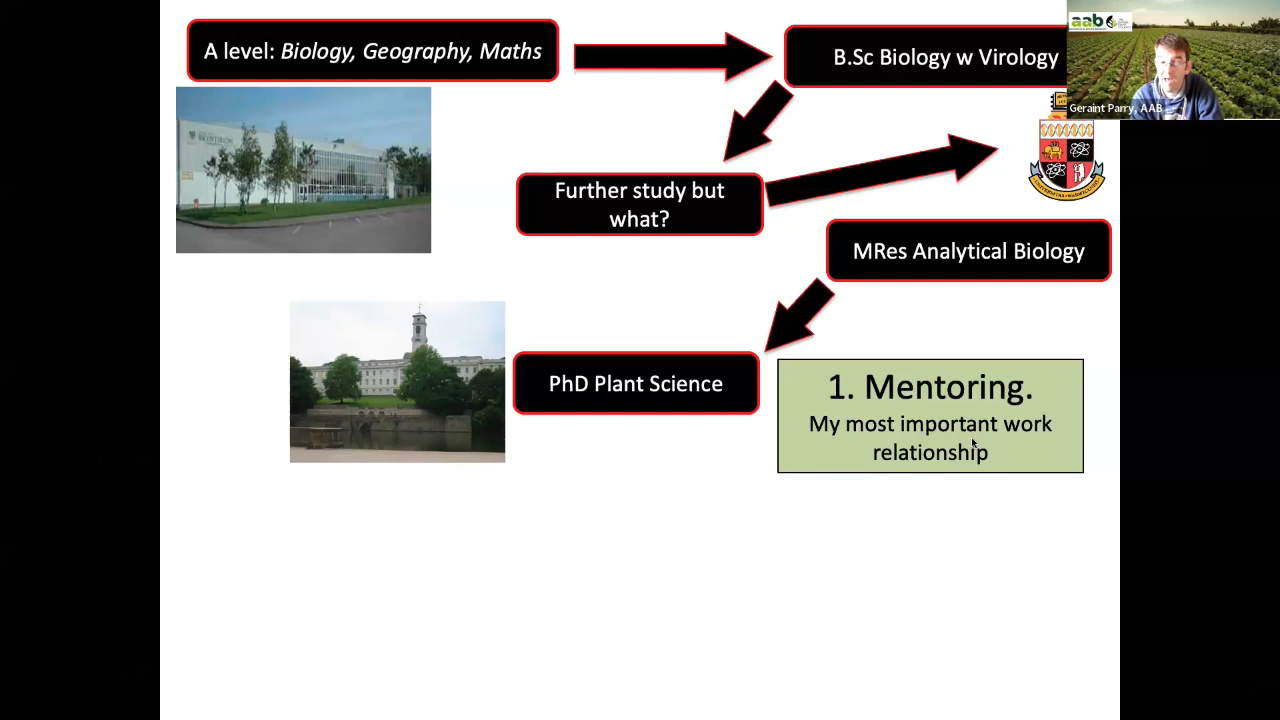 A level: Biology, Geography, Maths
B.Sc Biology w Virology
aab
Geraint Parry, AAB
Further study but
what?
MRes Analytical Biology
PhD Plant Science
1. Mentoring.
My most important work
relationship